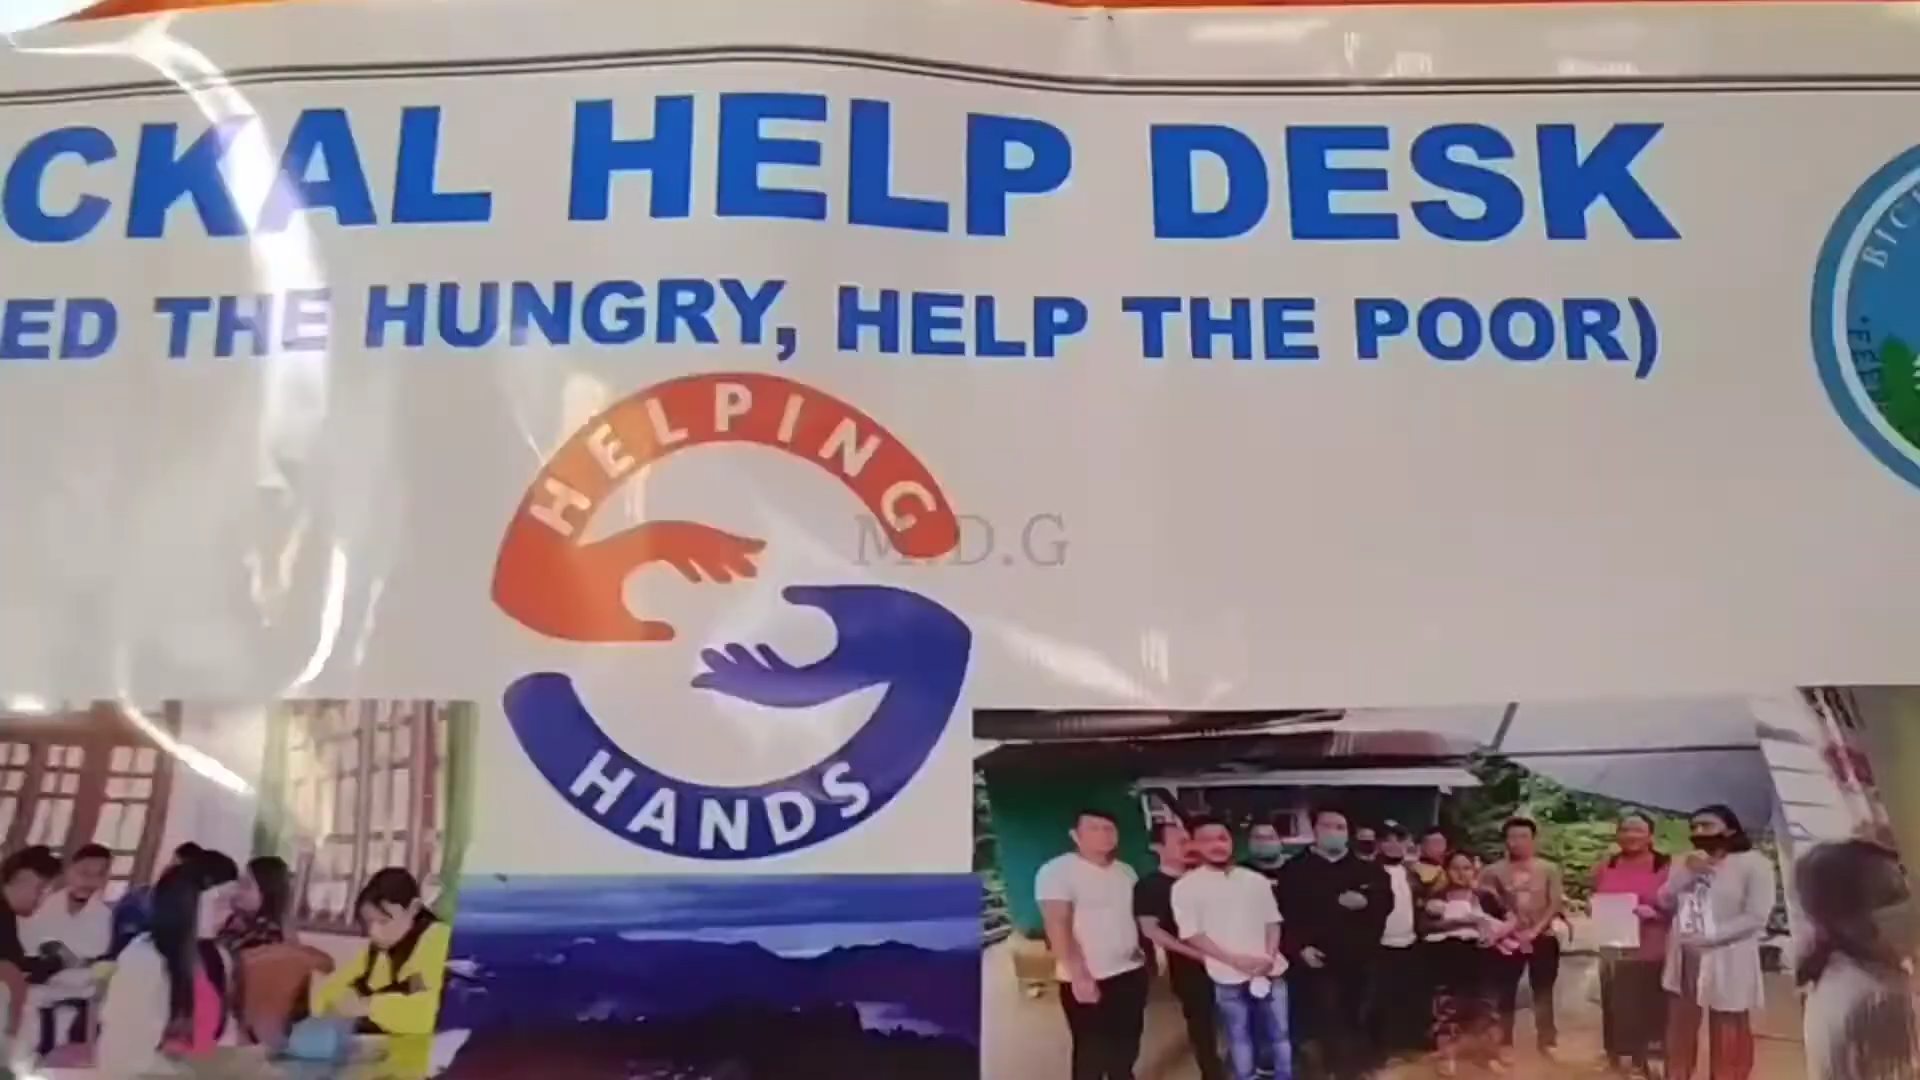 CKAL HELP DESK
ED THE HUNGRY, HELP THE POOR)
HELPING
M.D.G
HANDS